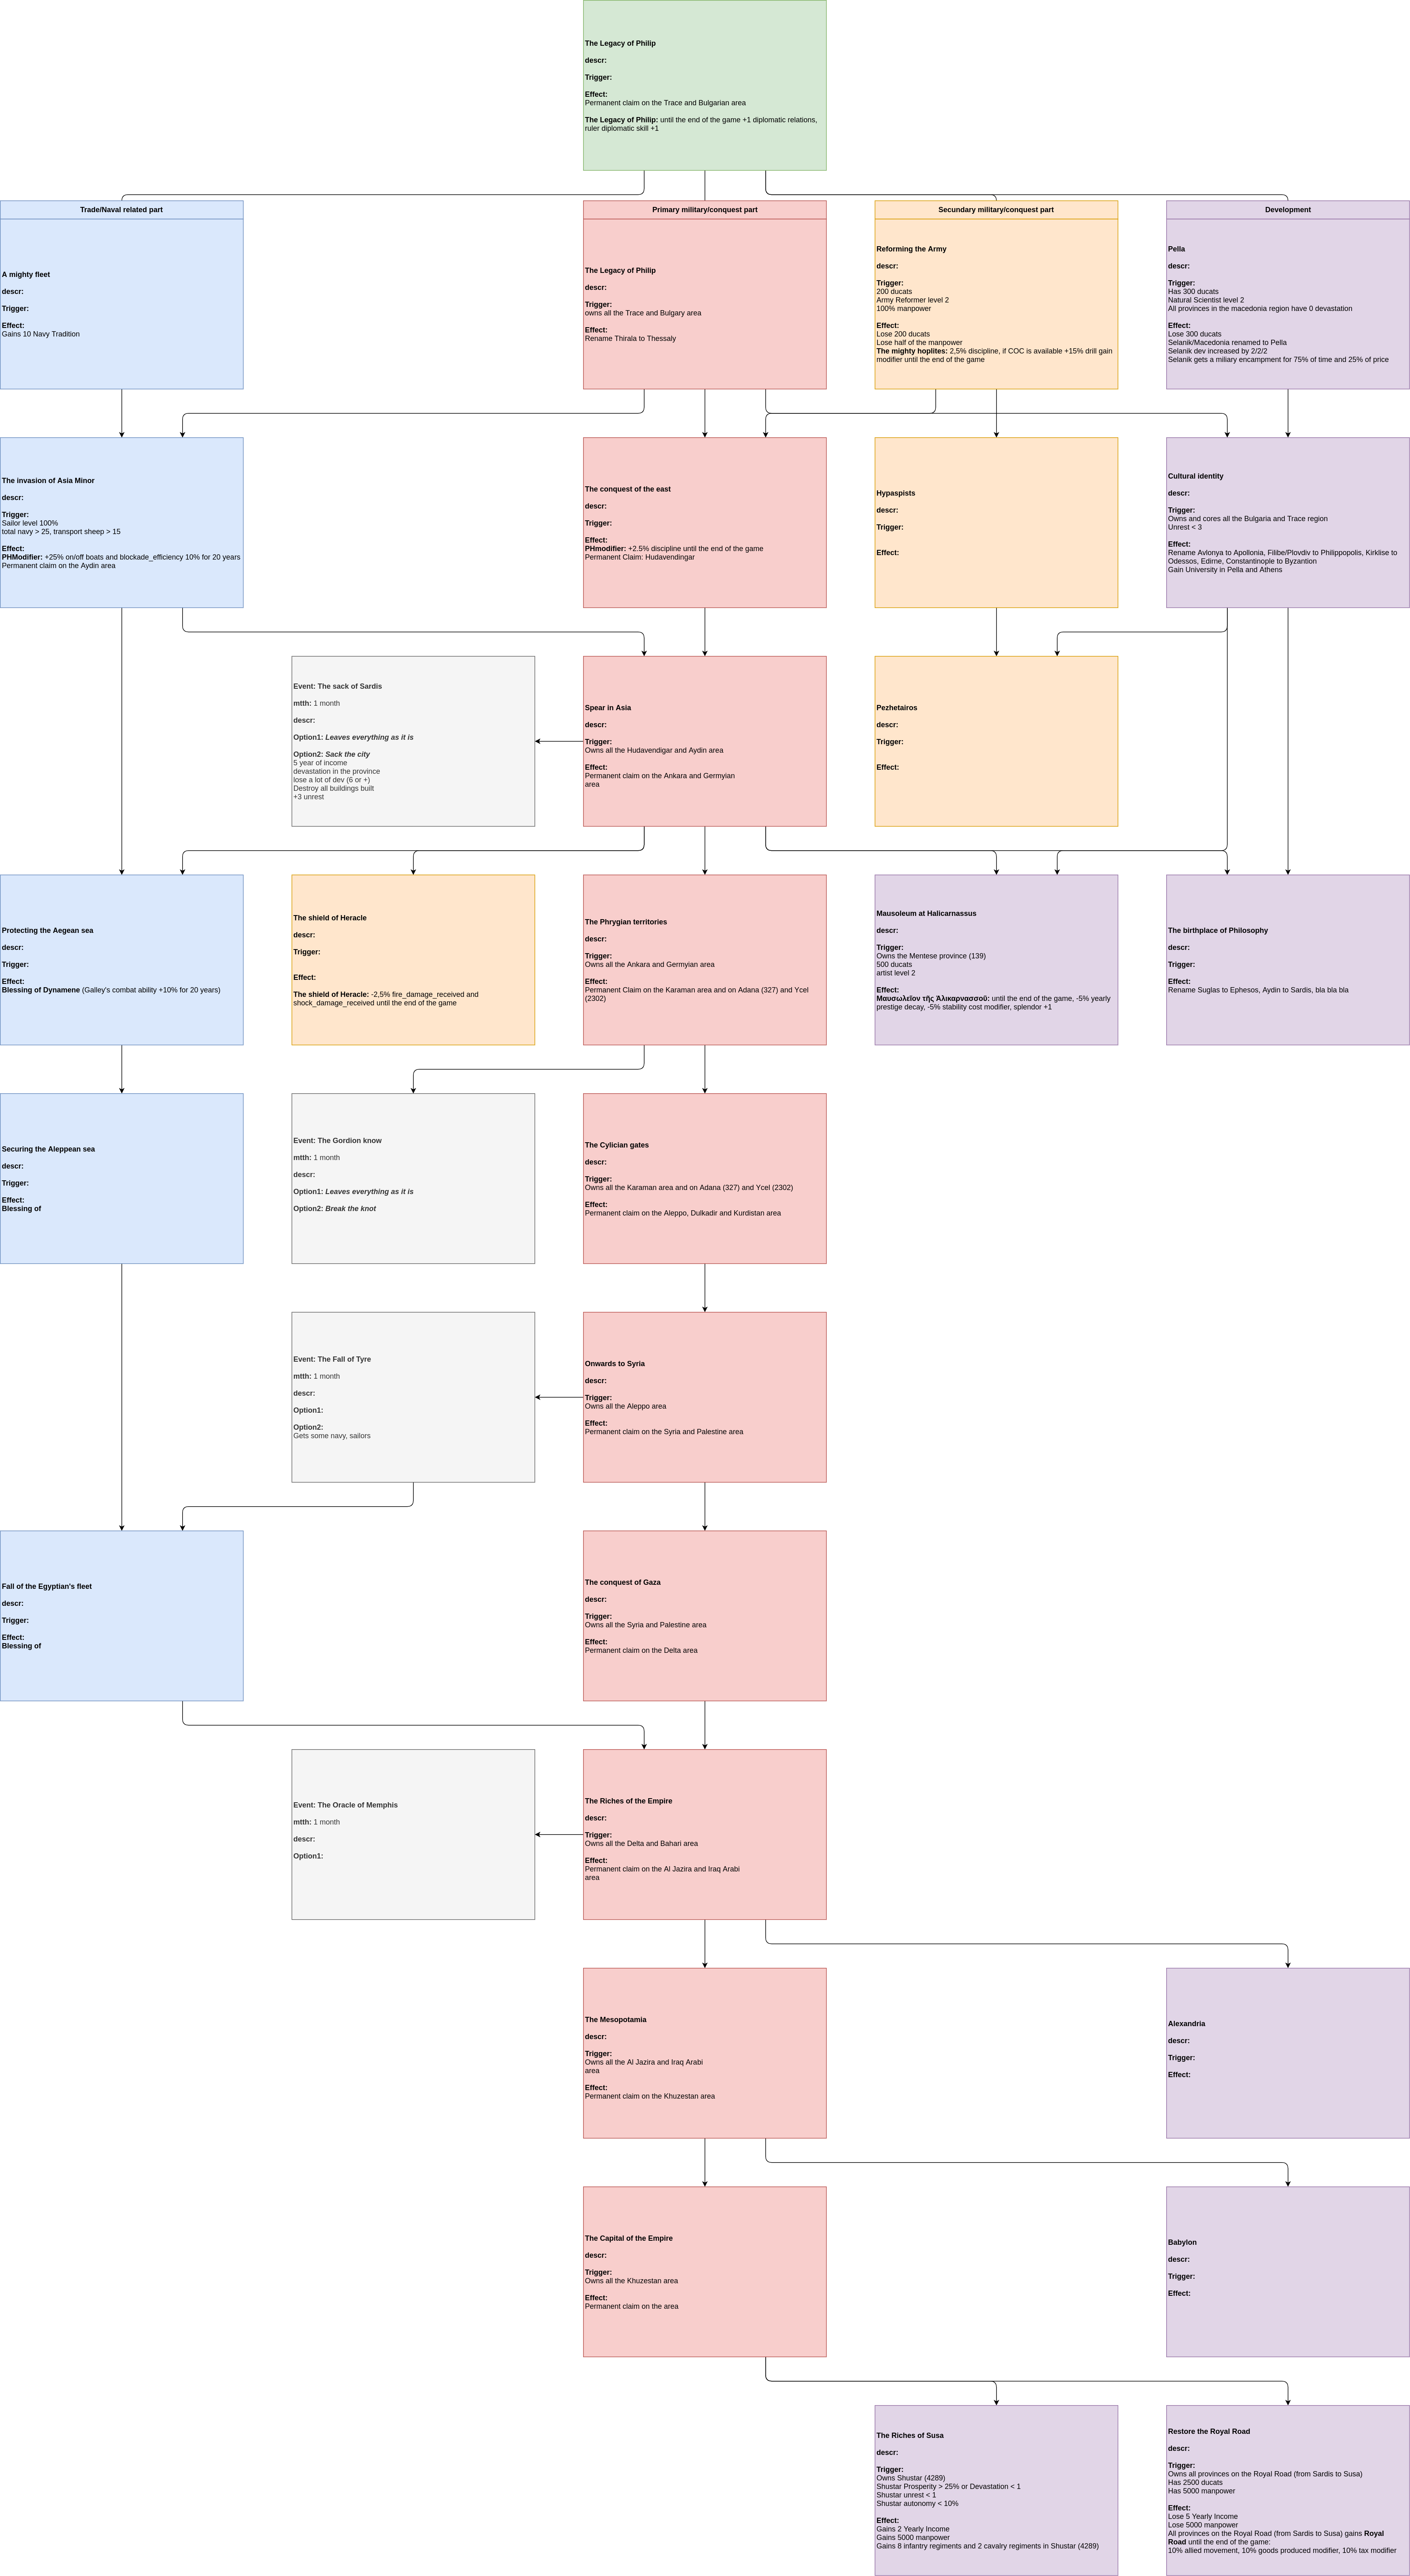 The Legacy of Philip
descr:
Trigger:
Effect:
Permanent claim on the Trace and Bulgarian area
The Legacy of Philip: until the end of the game +1 diplomatic relations,
ruler diplomatic skill +1
Trade/Naval related part
A mighty fleet
descr:
Trigger:
Effect:
Gains 10 Navy Tradition
Primary military/conquest part
The Legacy of Philip
descr:
Trigger:
owns all the Trace and Bulgary area
Effect:
Rename Thirala to Thessaly
Secundary military/conquest part
Reforming the Army
descr:
Trigger:
200 ducats
Army Reformer level 2
100% manpower
Effect:
Lose 200 ducats
Lose half of the manpower
The mighty hoplites: 2,5% discipline, if COC is available +15% drill gain
modifier until the end of the game
Development
Pella
descr:
Trigger:
Has 300 ducats
Natural Scientist level 2
All provinces in the macedonia region have 0 devastation
Effect:
Lose 300 ducats
Selanik/Macedonia renamed to Pella
Selanik dev increased by 2/2/2
Selanik gets a miliary encampment for 75% of time and 25% of price
The invasion of Asia Minor
descr:
Trigger:
Sailor level 100%
total navy > 25, transport sheep > 15
Effect:
PHModifier: +25% on/off boats and blockade_efficiency 10% for 20 years
Permanent claim on the Aydin area
The conquest of the east
descr:
Trigger:
Effect:
PHmodifier: +2.5% discipline until the end of the game
Permanent Claim: Hudavendingar
Hypaspists
descr:
Trigger:
Effect:
Cultural identity
descr:
Trigger:
Owns and cores all the Bulgaria and Trace region
Unrest < 3
Effect:
Rename Avlonya to Apollonia, Filibe/Plovdiv to Philippopolis, Kirklise to
Odessos, Edirne, Constantinople to Byzantion
Gain University in Pella and Athens
Event: The sack of Sardis
mtth: 1 month
descr:
Option1: Leaves everything as it is
Option2: Sack the city
5 year of income
devastation in the province
lose a lot of dev (6 or +)
Destroy all buildings built
+3 unrest
Spear in Asia
descr:
Trigger:
Owns all the Hudavendigar and Aydin area
Effect:
Permanent claim on the Ankara and Germyian
area
Pezhetairos
descr:
Trigger:
Effect:
Protecting the Aegean sea
descr:
Trigger:
Effect:
Blessing of Dynamene (Galley's combat ability +10% for 20 years)
The shield of Heracle
descr:
Trigger:
Effect:
The shield of Heracle: -2,5% fire_damage_received and
shock_damage_received until the end of the game
The Phrygian territories
descr:
Trigger:
Owns all the Ankara and Germyian area
Effect:
Permanent Claim on the Karaman area and on Adana (327) and Ycel
(2302)
Mausoleum at Halicarnassus
descr:
Trigger:
Owns the Mentese province (139)
500 ducats
artist level 2
Effect:
Μαυσωλεῖον τῆς Ἁλικαρνασσοῦ: until the end of the game, -5% yearly
prestige decay, -5% stability cost modifier, splendor +1
The birthplace of Philosophy
descr:
Trigger:
Effect:
Rename Suglas to Ephesos, Aydin to Sardis, bla bla bla
Securing the Aleppean sea
descr:
Trigger:
Effect:
Blessing of
Event: The Gordion know
mtth: 1 month
descr:
Option1: Leaves everything as it is
Option2: Break the knot
The Cylician gates
descr:
Trigger:
Owns all the Karaman area and on Adana (327) and Ycel (2302)
Effect:
Permanent claim on the Aleppo, Dulkadir and Kurdistan area
Event: The Fall of Tyre
mtth: 1 month
descr:
Option1:
Option2:
Gets some navy, sailors
Onwards to Syria
descr:
Trigger:
Owns all the Aleppo area
Effect:
Permanent claim on the Syria and Palestine area
Fall of the Egyptian's fleet
descr:
Trigger:
Effect:
Blessing of
The conquest of Gaza
descr:
Trigger:
Owns all the Syria and Palestine area
Effect:
Permanent claim on the Delta area
Event: The Oracle of Memphis
mtth: 1 month
descr:
Option1:
The Riches of the Empire
descr:
Trigger:
Owns all the Delta and Bahari area
Effect:
Permanent claim on the Al Jazira and Iraq Arabi
area
The Mesopotamia
descr:
Trigger:
Owns all the Al Jazira and Iraq Arabi
area
Effect:
Permanent claim on the Khuzestan area
Alexandria
descr:
Trigger:
Effect:
The Capital of the Empire
descr:
Trigger:
Owns all the Khuzestan area
Effect:
Permanent claim on the area
Babylon
descr:
Trigger:
Effect:
The Riches of Susa
descr:
Trigger:
Owns Shustar (4289)
Shustar Prosperity > 25% or Devastation < 1
Shustar unrest < 1
Shustar autonomy < 10%
Effect:
Gains 2 Yearly Income
Gains 5000 manpower
Gains 8 infantry regiments and 2 cavalry regiments in Shustar (4289)
Restore the Royal Road
descr:
Trigger:
Owns all provinces on the Royal Road (from Sardis to Susa)
Has 2500 ducats
Has 5000 manpower
Effect:
Lose 5 Yearly Income
Lose 5000 manpower
All provinces on the Royal Road (from Sardis to Susa) gains Royal
Road until the end of the game:
10% allied movement, 10% goods produced modifier, 10% tax modifier